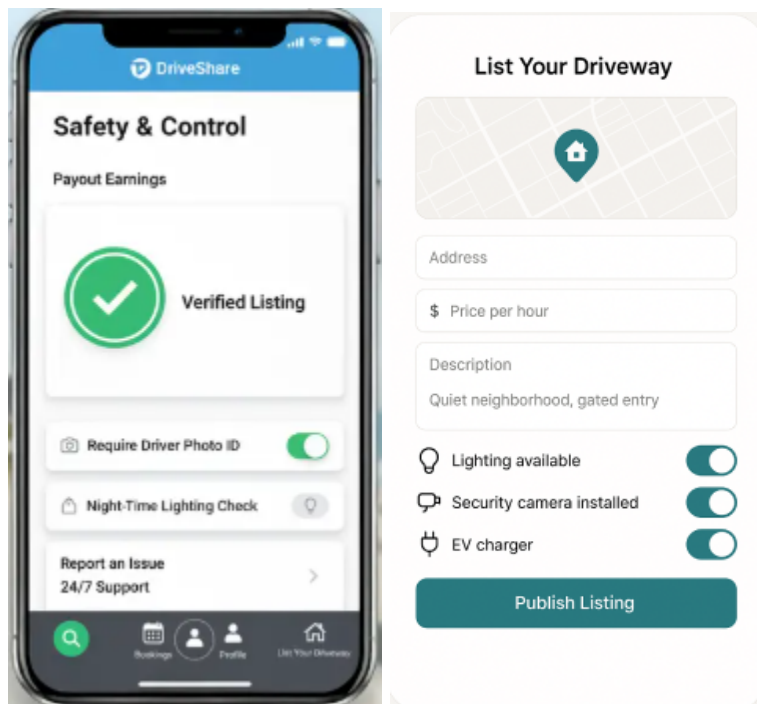 DriveShare
Safety & Control
Payout Earnings
Verified Listing
Require Driver Photo ID
Night-Time Lighting Check
Report an Issue
24/7 Support
Bookings
Profile
List Your Driveway
List Your Driveway
Address
$ Price per hour
Description
Quiet neighborhood, gated entry
Lighting available
Security camera installed
EV charger
Publish Listing